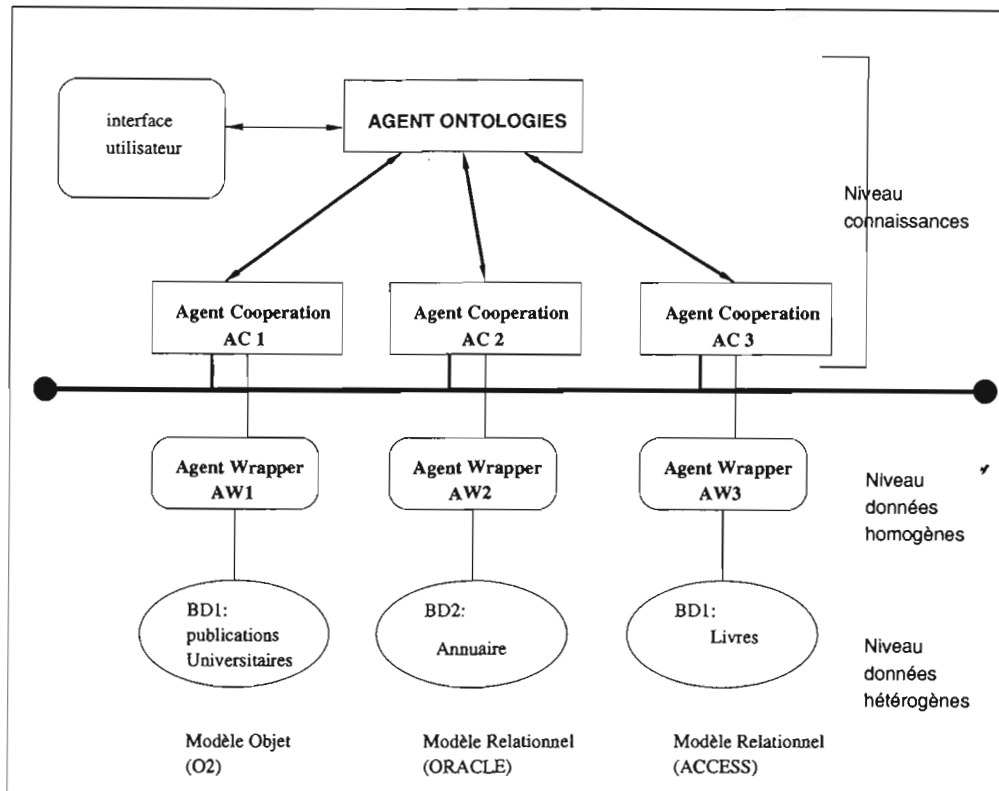 interface
utilisateur
AGENT ONTOLOGIES
Niveau
connaissances
Agent Cooperation
AC 1
Agent Cooperation
AC 2
Agent Cooperation
AC 3
Agent Wrapper
AW1
Agent Wrapper
AW2
Agent Wrapper
AW3
Niveau
données
homogènes
BD1:
publications
Universitaires
BD2:
Annuaire
BD1:
Livres
Niveau
données
hétérogènes
Modèle Objet
(O2)
Modèle Relationnel
(ORACLE)
Modèle Relationnel
(ACCESS)